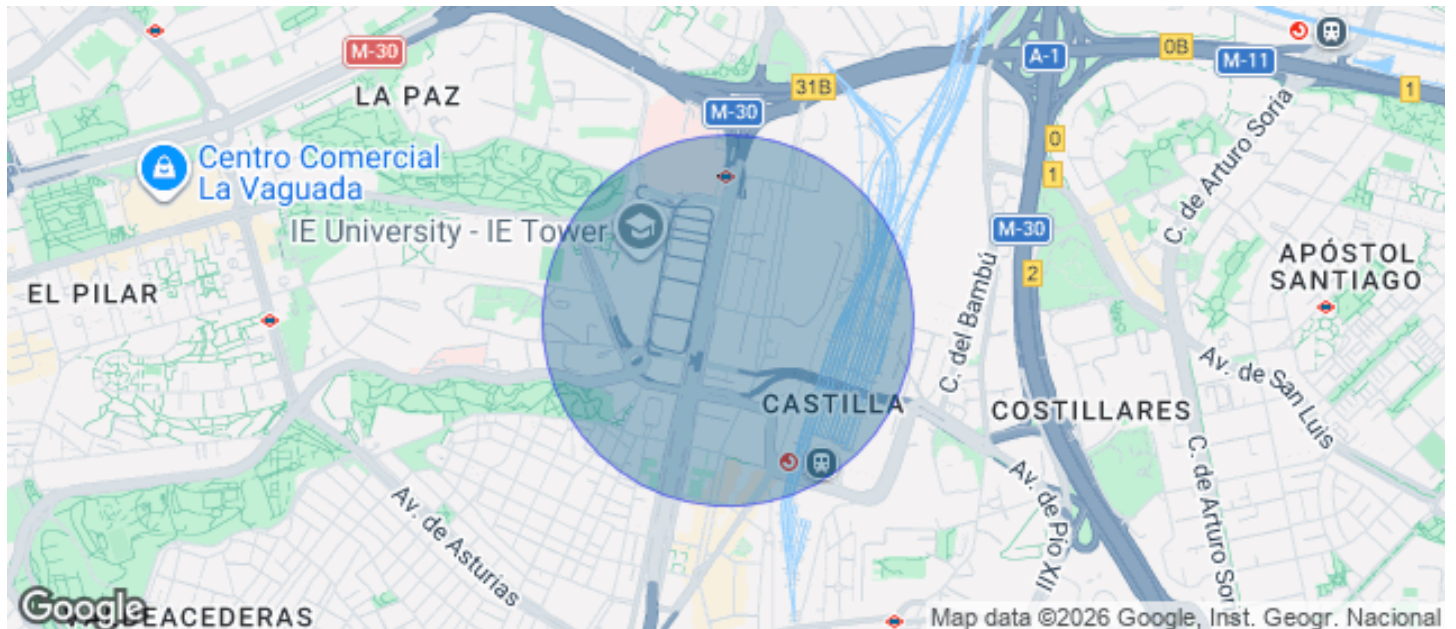 M-30
A-1
0B
M-11
31B
1
LA PAZ
M-30
0
1
C. de Arturo Soria
Centro Comercial
La Vaguada
IE University - IE Tower
M-30
2
APÓSTOL
SANTIAGO
EL PILAR
C. del Bambú
Av. de San Luis
CASTILLA
COSTILLARES
Av. de Asturias
Av. de Pío XII
C. de Arturo Sor
Google
DEACEDERAS
Map data ©2026 Google, Inst. Geogr. Nacional